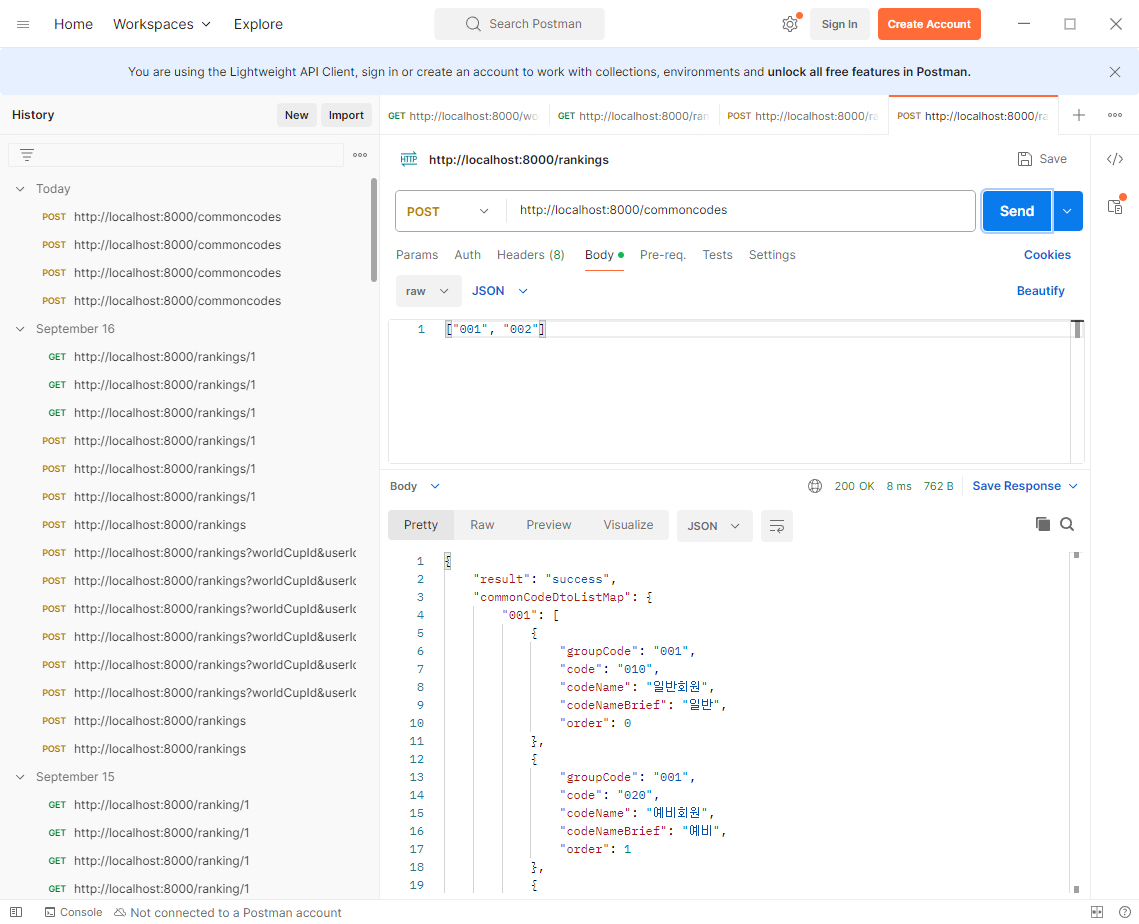 Home Workspaces Explore Search Postman Sign In Create Account
You are using the Lightweight API Client, sign in or create an account to work with collections, environments and unlock all free features in Postman.
History New Import
GET http://localhost:8000/wo GET http://localhost:8000/ran POST http://localhost:8000/ra POST http://localhost:8000/ra
HTTP http://localhost:8000/rankings Save
POST http://localhost:8000/commoncodes Send
Params Auth Headers (8) Body Pre-req. Tests Settings Cookies
raw JSON Beautify
1 ["001", "002"]
Today
POST http://localhost:8000/commoncodes
POST http://localhost:8000/commoncodes
POST http://localhost:8000/commoncodes
POST http://localhost:8000/commoncodes
September 16
GET http://localhost:8000/rankings/1
GET http://localhost:8000/rankings/1
GET http://localhost:8000/rankings/1
POST http://localhost:8000/rankings/1
POST http://localhost:8000/rankings/1
POST http://localhost:8000/rankings/1
POST http://localhost:8000/rankings
POST http://localhost:8000/rankings?worldCupId&userId
POST http://localhost:8000/rankings?worldCupId&userId
POST http://localhost:8000/rankings?worldCupId&userId
POST http://localhost:8000/rankings?worldCupId&userId
POST http://localhost:8000/rankings?worldCupId&userId
POST http://localhost:8000/rankings?worldCupId&userId
POST http://localhost:8000/rankings
POST http://localhost:8000/rankings
September 15
GET http://localhost:8000/ranking/1
GET http://localhost:8000/ranking/1
GET http://localhost:8000/ranking/1
GET http://localhost:8000/ranking/1
Body 200 OK 8 ms 762 B Save Response
Pretty Raw Preview Visualize JSON
1 {
2 "result": "success",
3 "commonCodeDtoListMap": {
4 "001": [
5 {
6 "groupCode": "001",
7 "code": "010",
8 "codeName": "일반회원",
9 "codeNameBrief": "일반",
10 "order": 0
11 },
12 {
13 "groupCode": "001",
14 "code": "020",
15 "codeName": "예비회원",
16 "codeNameBrief": "예비",
17 "order": 1
18 },
19 {
Console Not connected to a Postman account